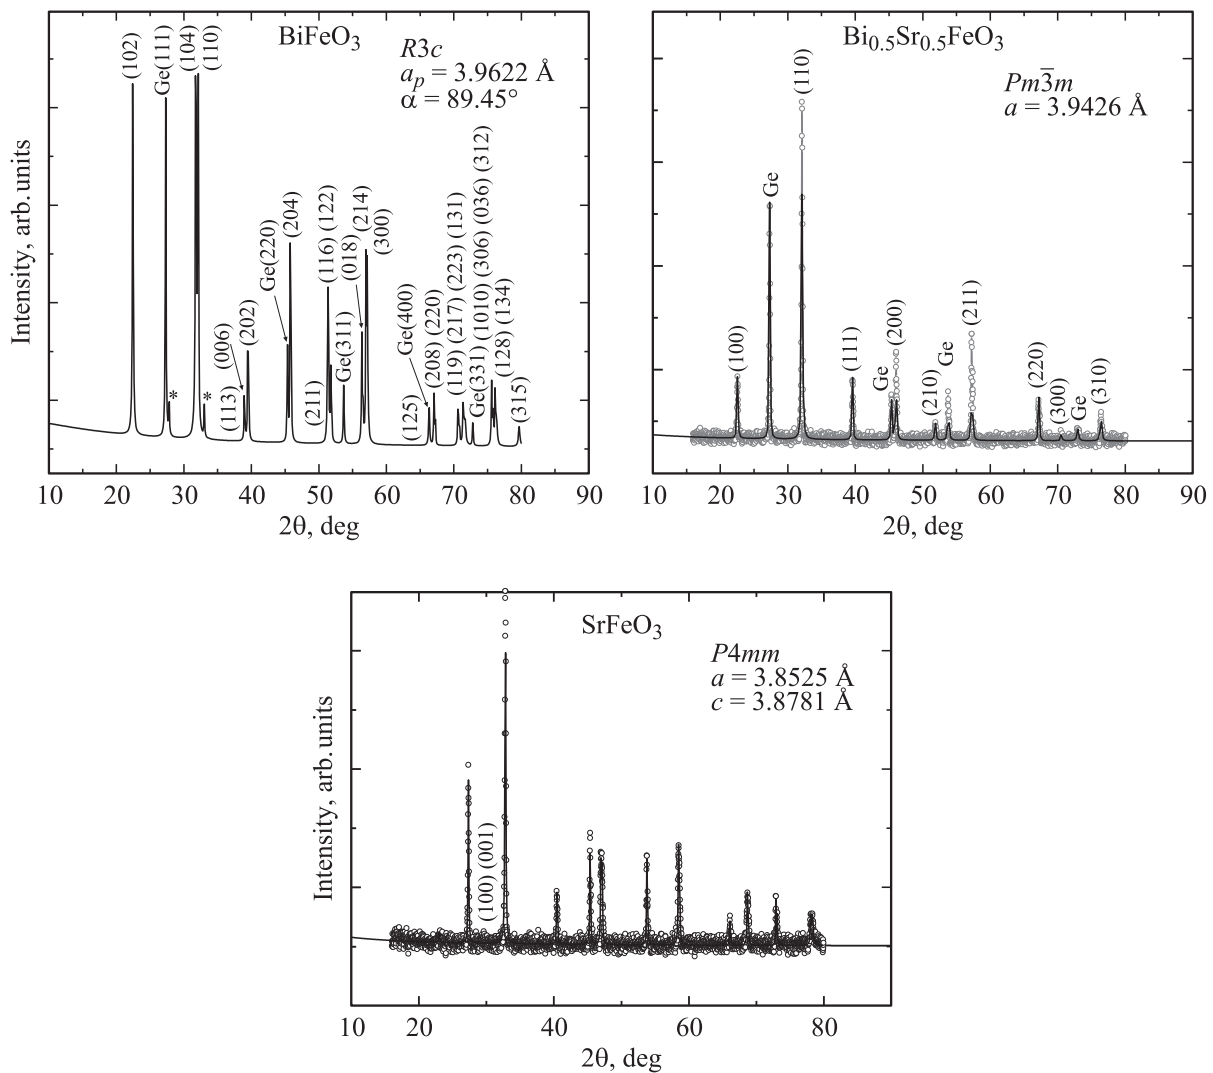 BiFeO₃
R3c
aₚ = 3.9622 Å
α = 89.45°
(102)
Ge(111)
(104)
(110)
*
*
(113)
(006)
(202)
Ge(220)
(204)
(211)
(116) (122)
Ge(311)
(018)
(214)
(300)
(125)
Ge(400)
(208) (220)
(119) (217) (223) (131)
Ge(331) (1010) (306) (036) (312)
(128) (134)
(315)
Intensity, arb. units
10 20 30 40 50 60 70 80 90
2θ, deg
Bi₀.₅Sr₀.₅FeO₃
Pm3̅m
a = 3.9426 Å
(100)
Ge
(110)
(111)
Ge
(200)
(210)
Ge
(211)
(220)
(300)
Ge
(310)
10 20 30 40 50 60 70 80 90
2θ, deg
SrFeO₃
P4mm
a = 3.8525 Å
c = 3.8781 Å
(100) (001)
Intensity, arb. units
10 20 40 60 80
2θ, deg